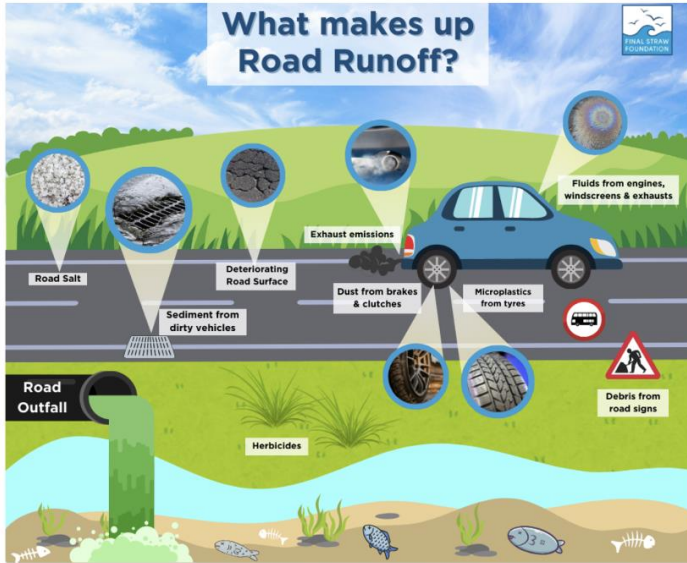 What makes up
Road Runoff?
FINAL STRAW
FOUNDATION
Fluids from engines,
windscreens & exhausts
Exhaust emissions
Road Salt
Deteriorating
Road Surface
Dust from brakes
& clutches
Microplastics
from tyres
Sediment from
dirty vehicles
Road
Outfall
Debris from
road signs
Herbicides